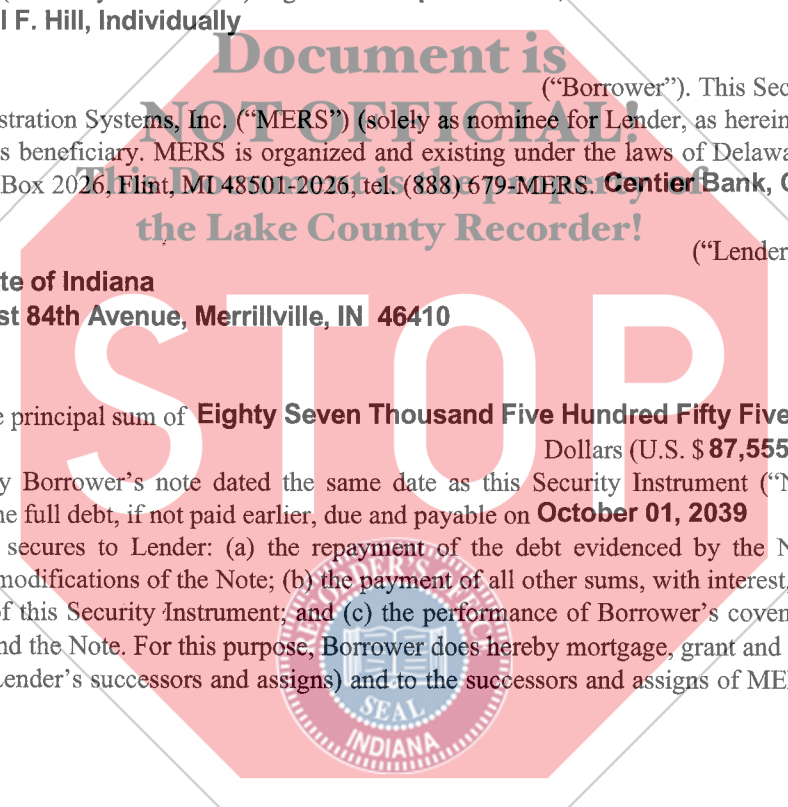 l F. Hill, Individually
Document is
("Borrower"). This Sec
NOT OFFICIAL!
stration Systems, Inc. ("MERS") (solely as nominee for Lender, as herein
s beneficiary. MERS is organized and existing under the laws of Delawa
Box 2026, Flint, MI 48501-2026, tel. (888) 679-MERS. Centier Bank, C
This Document is the property of
the Lake County Recorder!
("Lender
te of Indiana
st 84th Avenue, Merrillville, IN 46410
STOP
e principal sum of Eighty Seven Thousand Five Hundred Fifty Five
Dollars (U.S. $ 87,555
y Borrower's note dated the same date as this Security Instrument ("N
he full debt, if not paid earlier, due and payable on October 01, 2039
secures to Lender: (a) the repayment of the debt evidenced by the N
modifications of the Note; (b) the payment of all other sums, with interest,
of this Security Instrument; and (c) the performance of Borrower's coven
nd the Note. For this purpose, Borrower does hereby mortgage, grant and
Lender's successors and assigns) and to the successors and assigns of ME
RECORDER'S OFFICE
SEAL
INDIANA